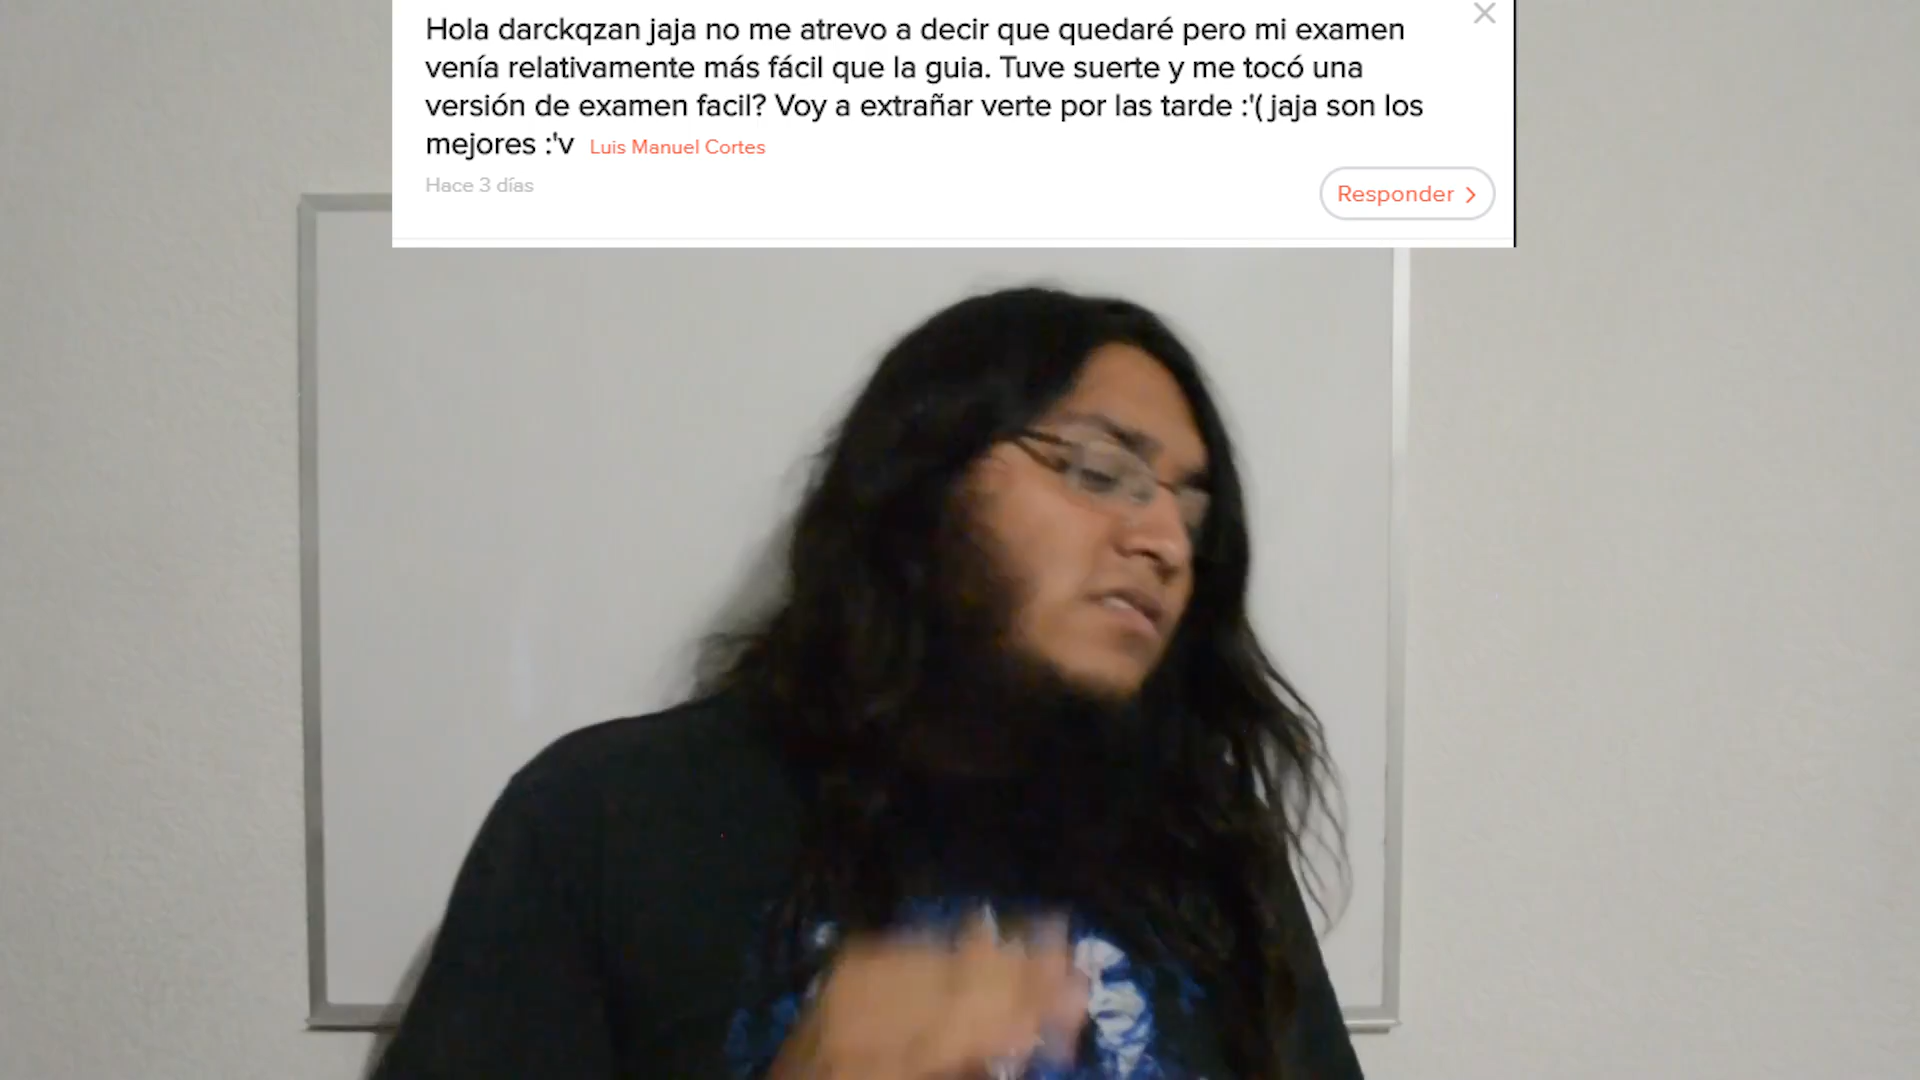 Hola darckqzan jaja no me atrevo a decir que quedaré pero mi examen
venía relativamente más fácil que la guia. Tuve suerte y me tocó una
versión de examen facil? Voy a extrañar verte por las tarde :'( jaja son los
mejores :'v Luis Manuel Cortes
Hace 3 días
Responder >